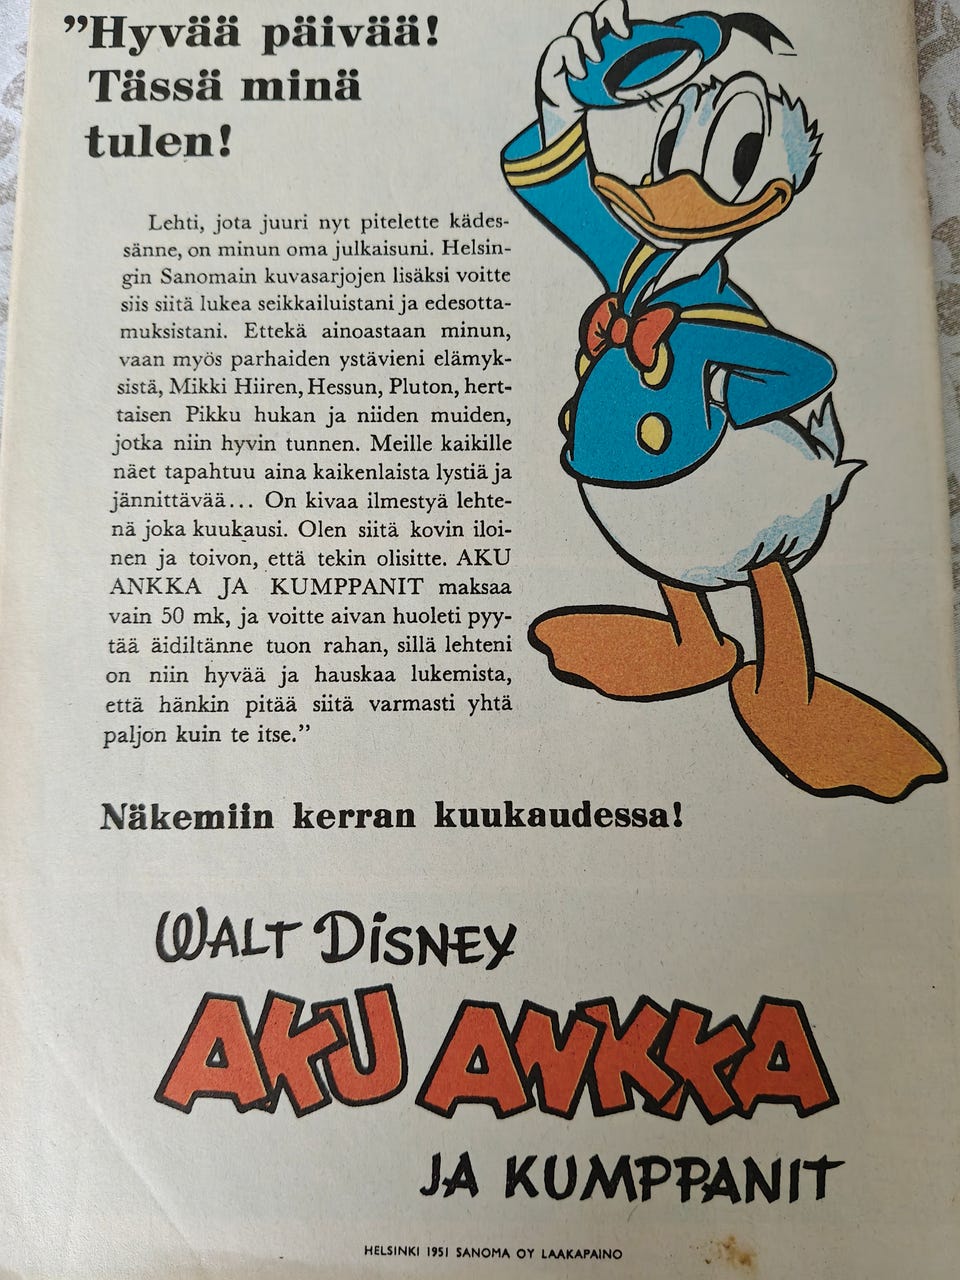 ”Hyvää päivää!
Tässä minä
tulen!
Lehti, jota juuri nyt pitelette kädes-
sänne, on minun oma julkaisuni. Helsin-
gin Sanomain kuvasarjojen lisäksi voitte
siis siitä lukea seikkailuistani ja edesotta-
muksistani. Ettekä ainoastaan minun,
vaan myös parhaiden ystävieni elämyk-
sistä, Mikki Hiiren, Hessun, Pluton, hert-
taisen Pikku hukan ja niiden muiden,
jotka niin hyvin tunnen. Meille kaikille
näet tapahtuu aina kaikenlaista lystiä ja
jännittävää... On kivaa ilmestyä lehte-
nä joka kuukausi. Olen siitä kovin iloi-
nen ja toivon, että tekin olisitte. AKU
ANKKA JA KUMPPANIT maksaa
vain 50 mk, ja voitte aivan huoleti pyy-
tää äidiltänne tuon rahan, sillä lehteni
on niin hyvää ja hauskaa lukemista,
että hänkin pitää siitä varmasti yhtä
paljon kuin te itse.”
Näkemiin kerran kuukaudessa!
WALT DISNEY
AKU ANKKA
JA KUMPPANIT
HELSINKI 1951 SANOMA OY LAAKAPAINO